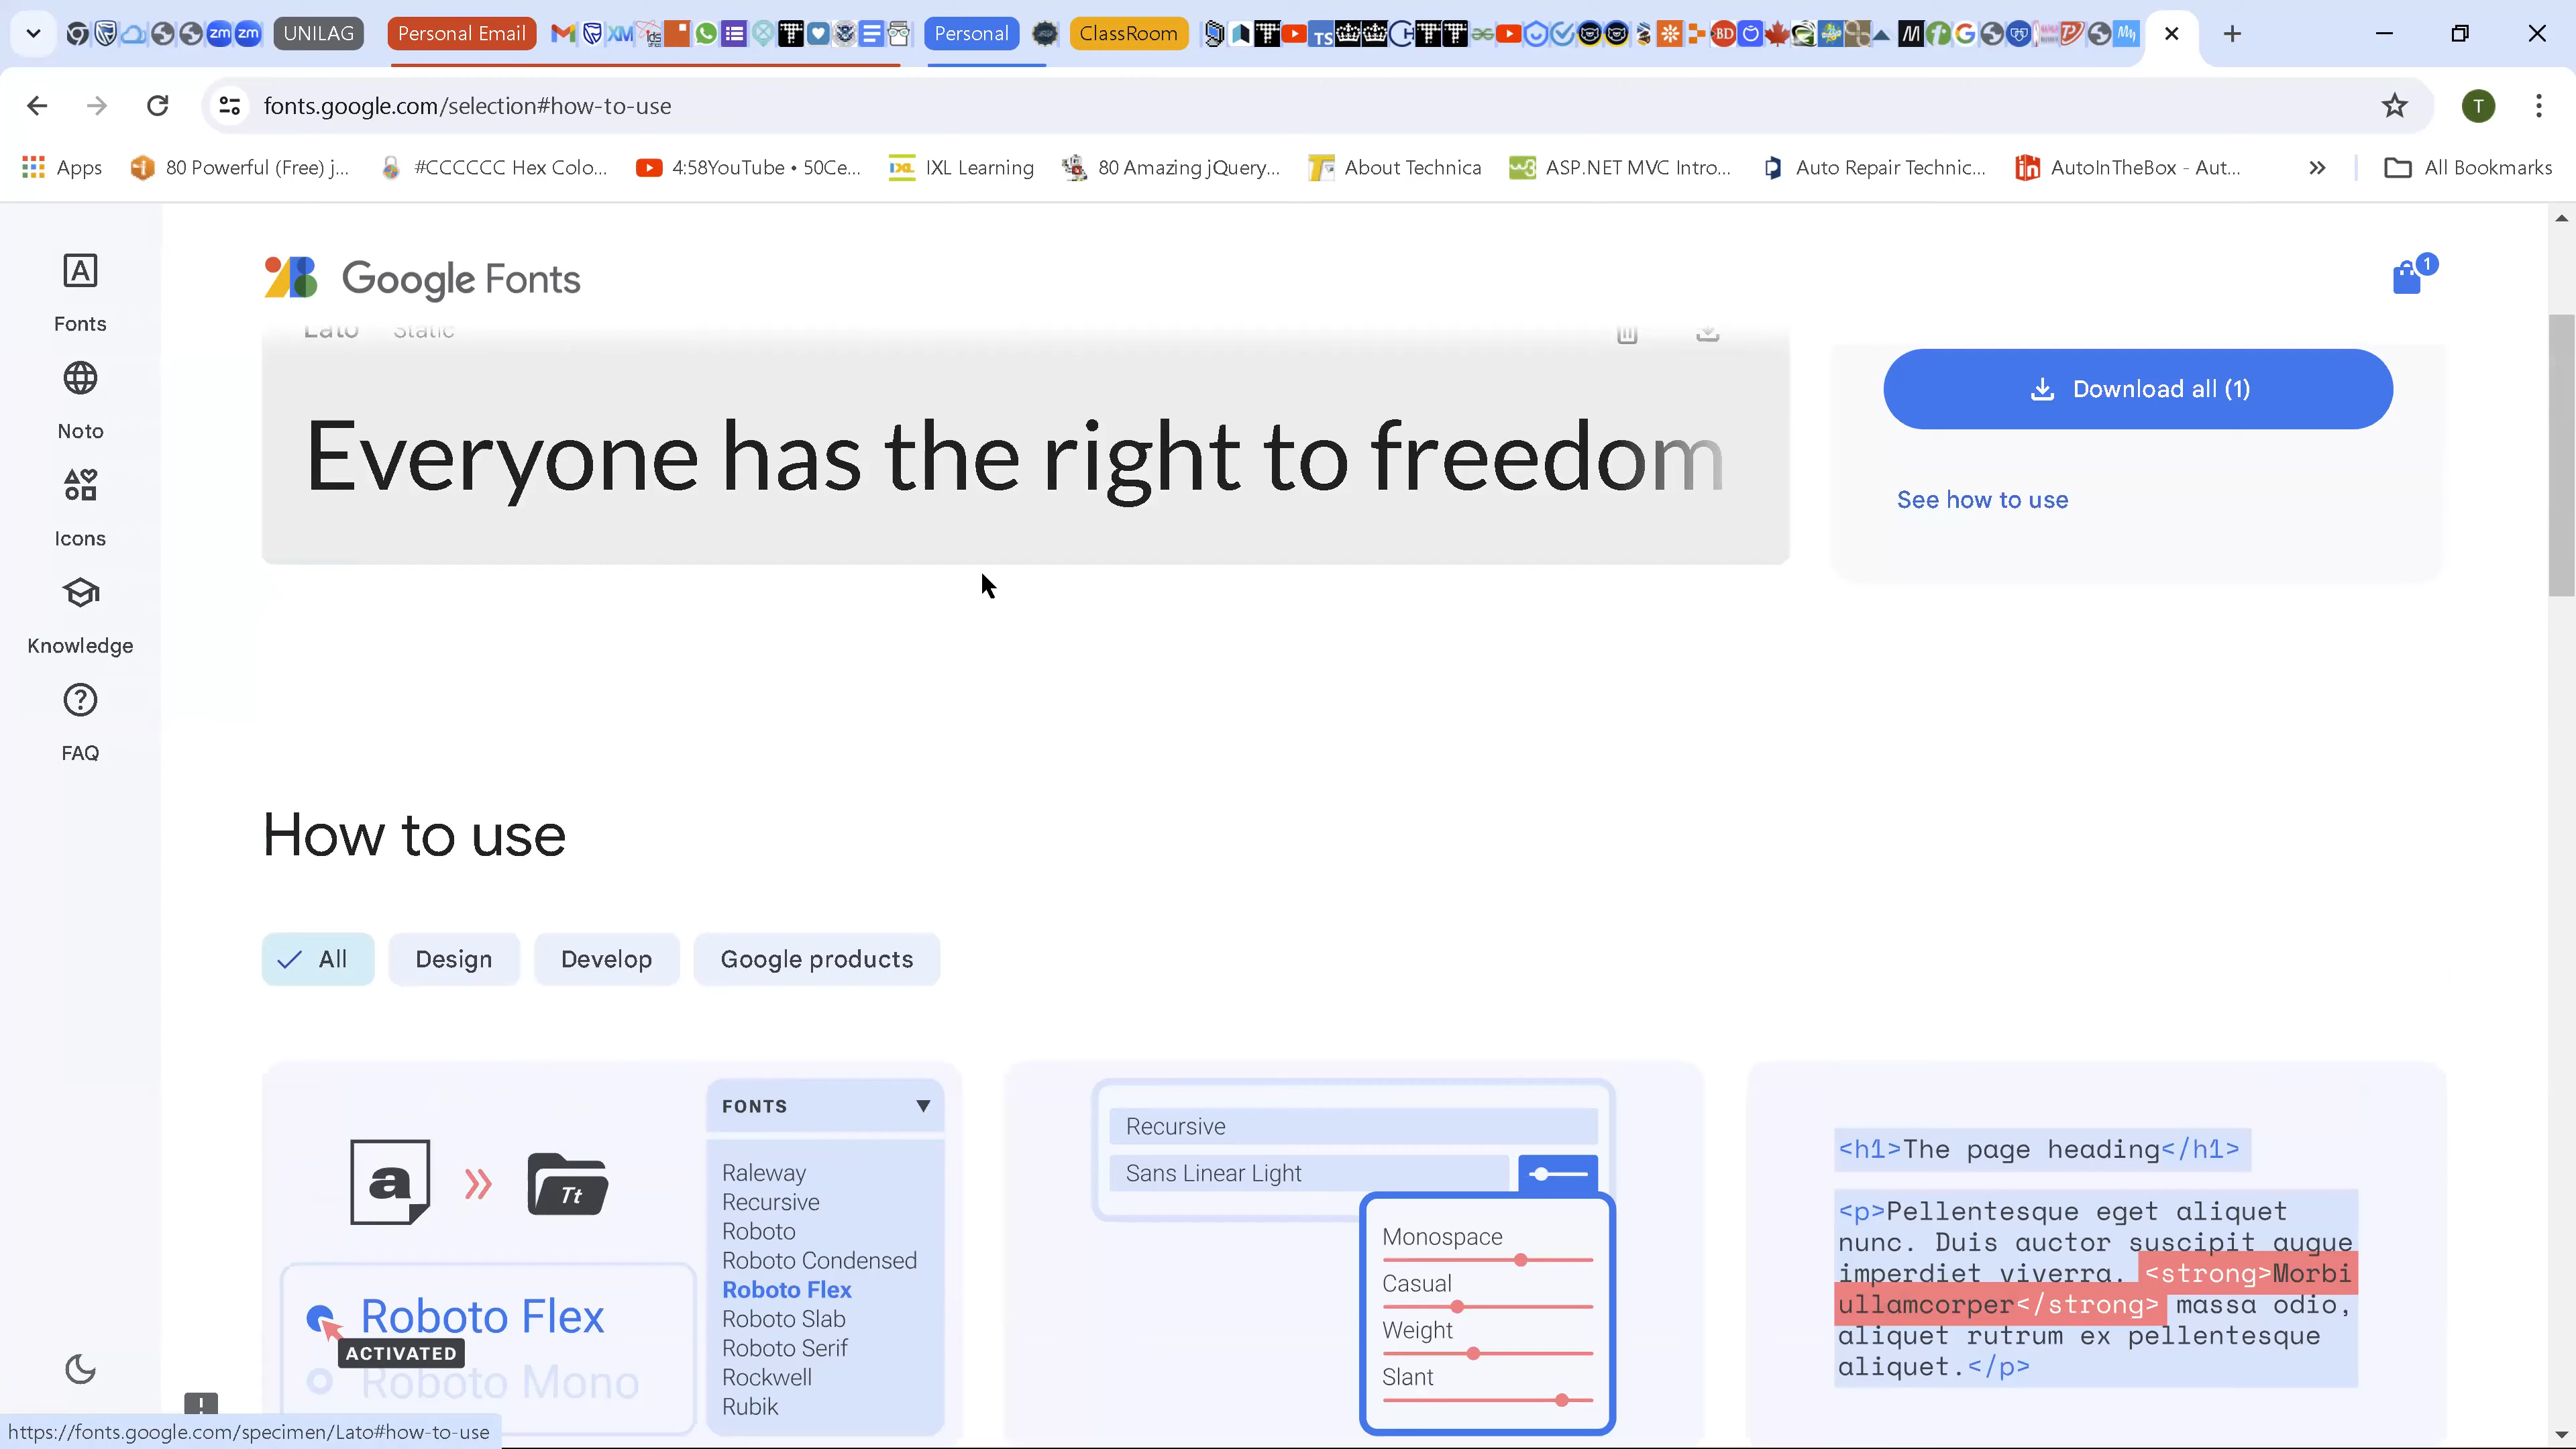 UNILAG
Personal Email
Personal
ClassRoom
fonts.google.com/selection#how-to-use
T
Apps
80 Powerful (Free) j...
#CCCCCC Hex Colo...
4:58YouTube • 50Ce...
IXL Learning
80 Amazing jQuery...
About Technica
ASP.NET MVC Intro...
Auto Repair Technic...
AutoInTheBox - Aut...
All Bookmarks
Google Fonts
1
Fonts
Noto
Icons
Knowledge
FAQ
Lato Static
Everyone has the right to freedom
Download all (1)
See how to use
How to use
All
Design
Develop
Google products
a
Tt
Roboto Flex
ACTIVATED
Roboto Mono
FONTS
Raleway
Recursive
Roboto
Roboto Condensed
Roboto Flex
Roboto Slab
Roboto Serif
Rockwell
Rubik
Recursive
Sans Linear Light
Monospace
Casual
Weight
Slant
<h1>The page heading</h1>
<p>Pellentesque eget aliquet
nunc. Duis auctor suscipit augue
imperdiet viverra. <strong>Morbi
ullamcorper</strong> massa odio,
aliquet rutrum ex pellentesque
aliquet.</p>
https://fonts.google.com/specimen/Lato#how-to-use